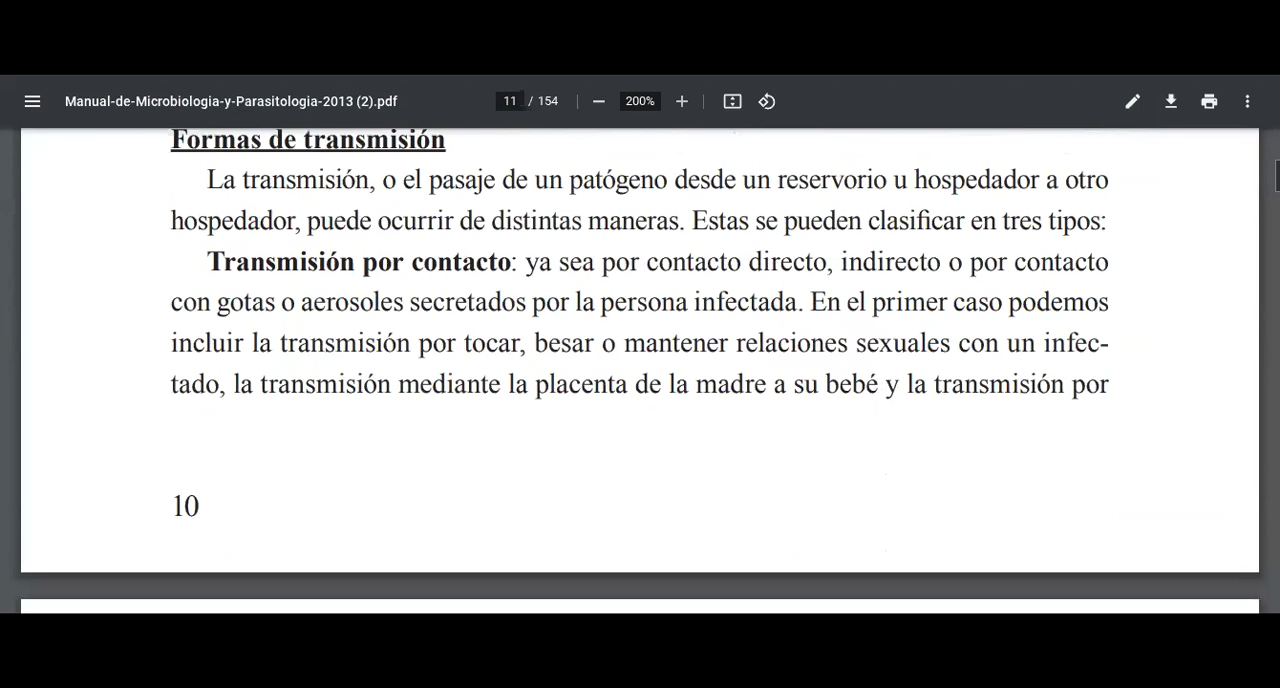 Manual-de-Microbiologia-y-Parasitologia-2013 (2).pdf
11 / 154
200%
Formas de transmisión
La transmisión, o el pasaje de un patógeno desde un reservorio u hospedador a otro
hospedador, puede ocurrir de distintas maneras. Estas se pueden clasificar en tres tipos:
Transmisión por contacto: ya sea por contacto directo, indirecto o por contacto
con gotas o aerosoles secretados por la persona infectada. En el primer caso podemos
incluir la transmisión por tocar, besar o mantener relaciones sexuales con un infec-
tado, la transmisión mediante la placenta de la madre a su bebé y la transmisión por
10